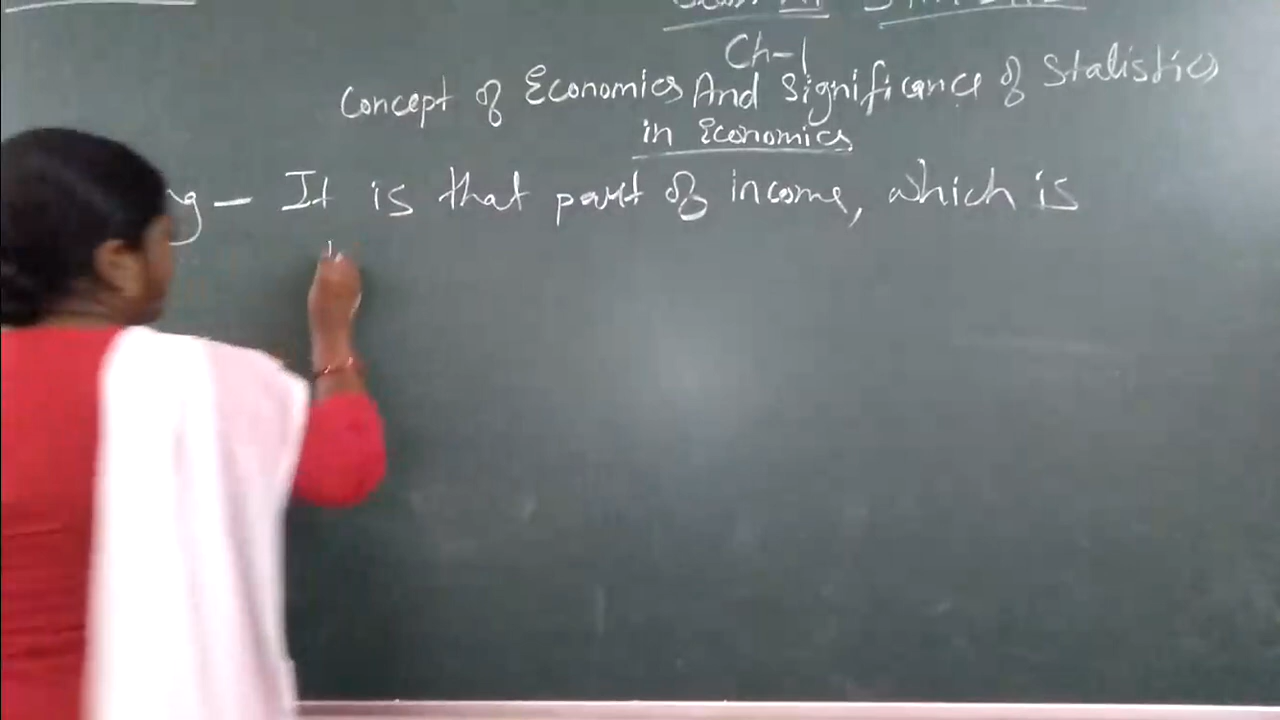 Ch-1
Concept of Economics And Significance of Statistics
in Economics
It is that part of income, which is